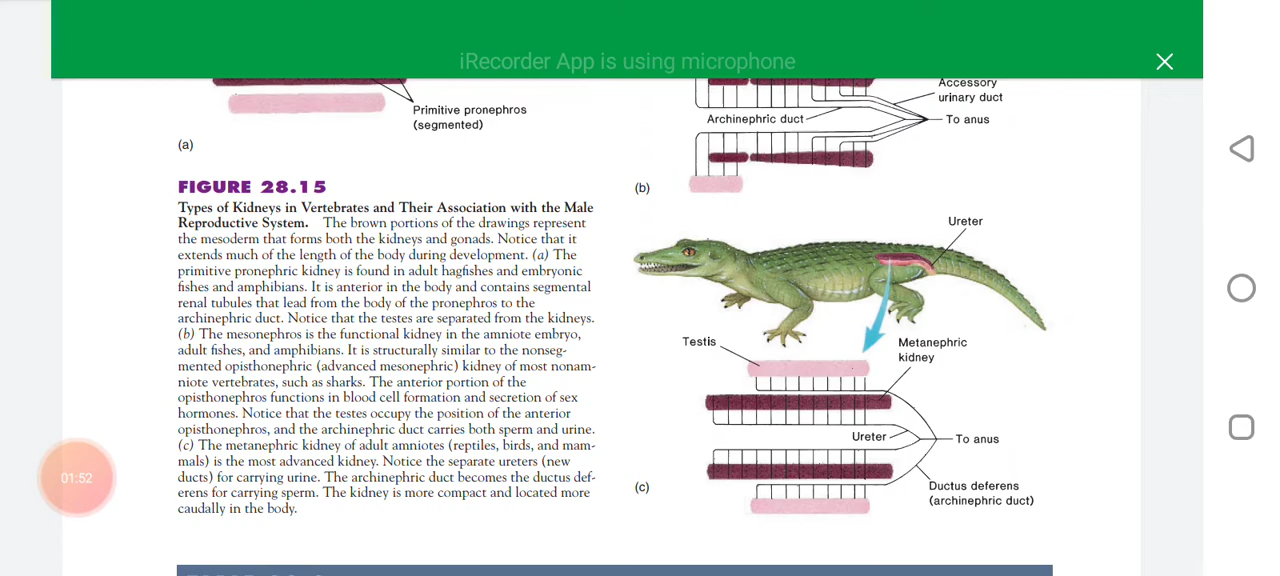 iRecorder App is using microphone
Primitive pronephros
(segmented)
(a)
Accessory
urinary duct
Archinephric duct
To anus
(b)
FIGURE 28.15
Types of Kidneys in Vertebrates and Their Association with the Male
Reproductive System. The brown portions of the drawings represent
the mesoderm that forms both the kidneys and gonads. Notice that it
extends much of the length of the body during development. (a) The
primitive pronephric kidney is found in adult hagfishes and embryonic
fishes and amphibians. It is anterior in the body and contains segmental
renal tubules that lead from the body of the pronephros to the
archinephric duct. Notice that the testes are separated from the kidneys.
(b) The mesonephros is the functional kidney in the amniote embryo,
adult fishes, and amphibians. It is structurally similar to the nonseg-
mented opisthonephric (advanced mesonephric) kidney of most nonam-
niote vertebrates, such as sharks. The anterior portion of the
opisthonephros functions in blood cell formation and secretion of sex
hormones. Notice that the testes occupy the position of the anterior
opisthonephros, and the archinephric duct carries both sperm and urine.
(c) The metanephric kidney of adult amniotes (reptiles, birds, and mam-
mals) is the most advanced kidney. Notice the separate ureters (new
ducts) for carrying urine. The archinephric duct becomes the ductus def-
erens for carrying sperm. The kidney is more compact and located more
caudally in the body.
Ureter
Testis
Metanephric
kidney
Ureter
To anus
Ductus deferens
(archinephric duct)
(c)
01:52